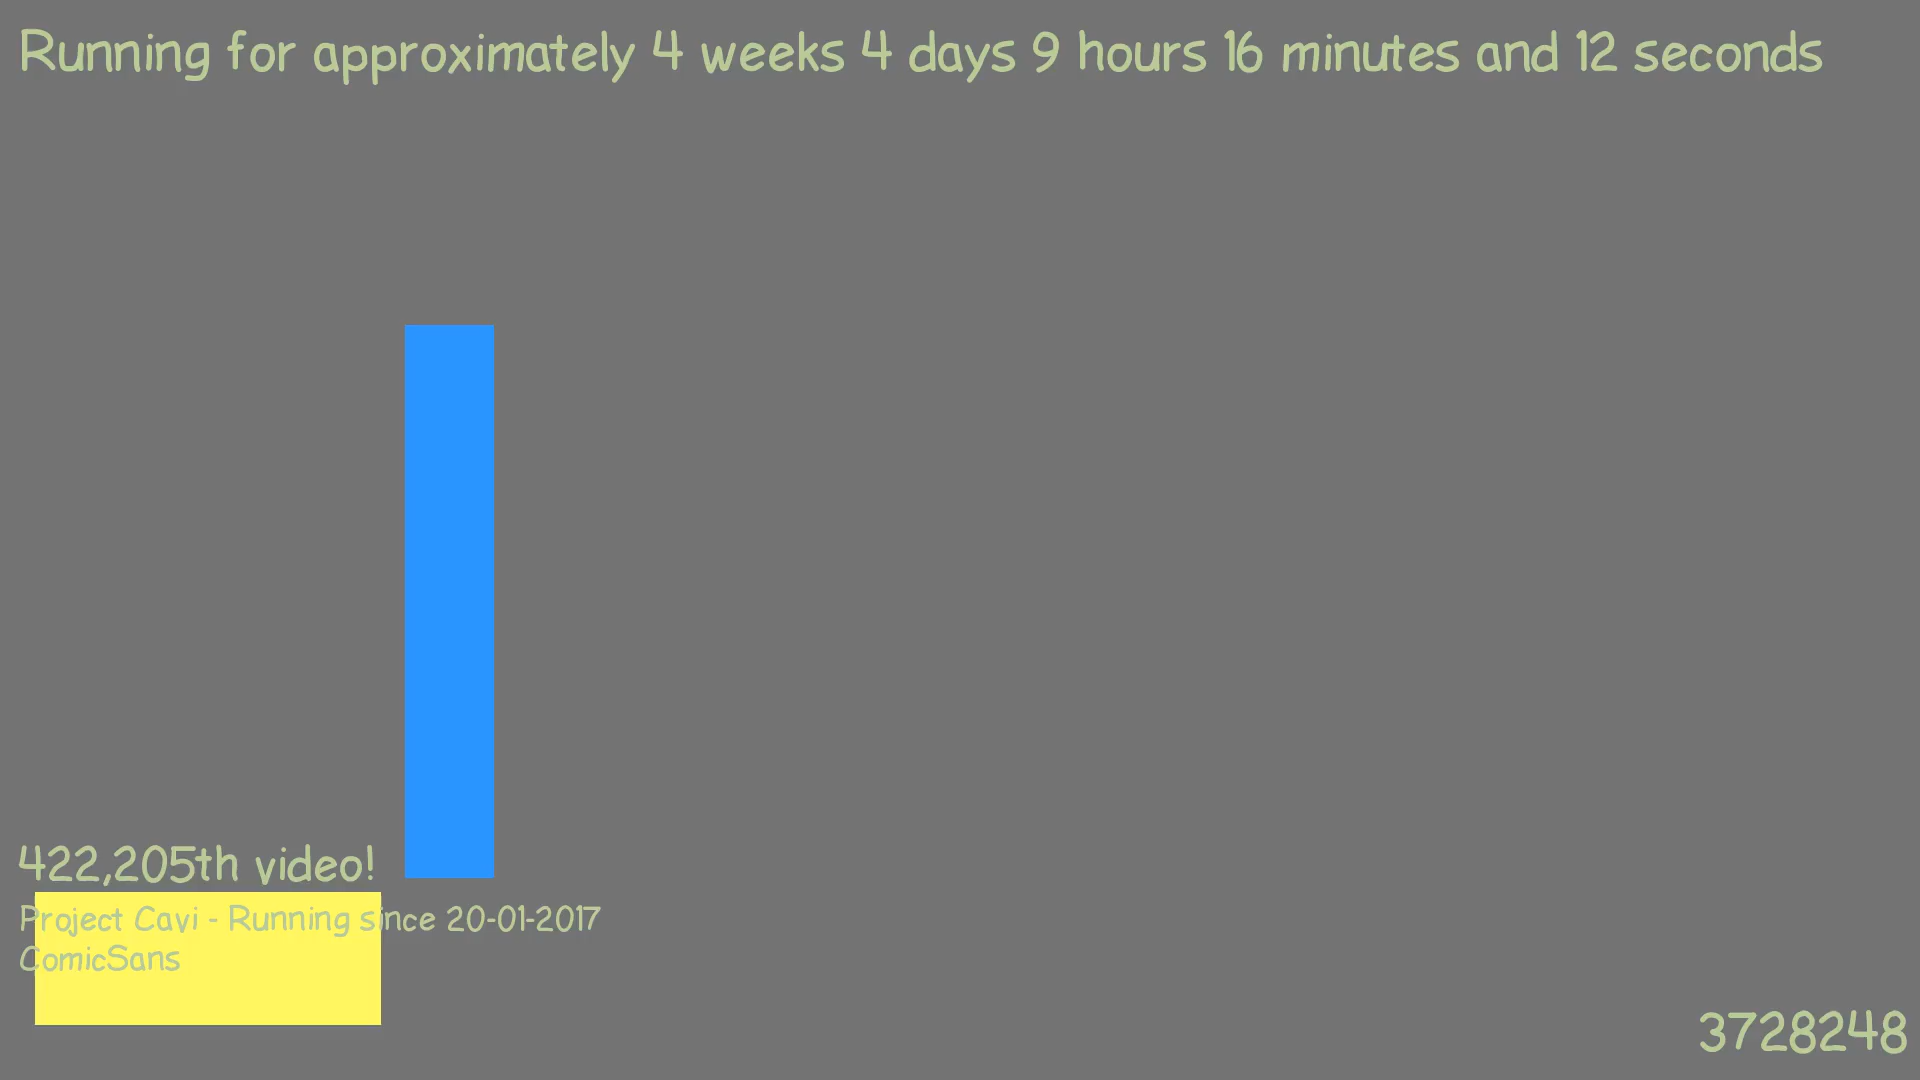 Running for approximately 4 weeks 4 days 9 hours 16 minutes and 12 seconds
422,205th video!
Project Cavi - Running since 20-01-2017
ComicSans
3728248